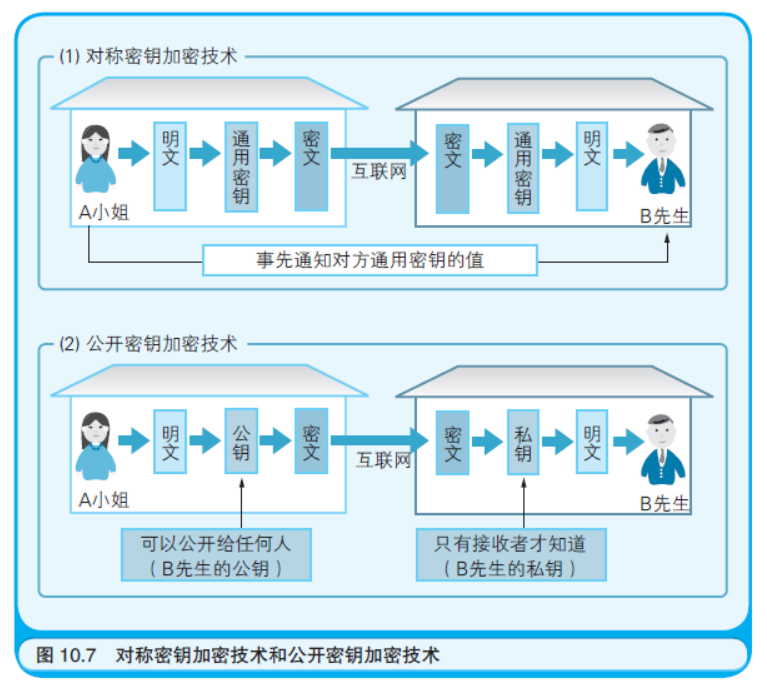 (1) 对称密钥加密技术
A小姐
明文
通用密钥
密文
互联网
密文
通用密钥
明文
B先生
事先通知对方通用密钥的值
(2) 公开密钥加密技术
A小姐
明文
公钥
密文
互联网
密文
私钥
明文
B先生
可以公开给任何人
（B先生的公钥）
只有接收者才知道
（B先生的私钥）
图 10.7 对称密钥加密技术和公开密钥加密技术